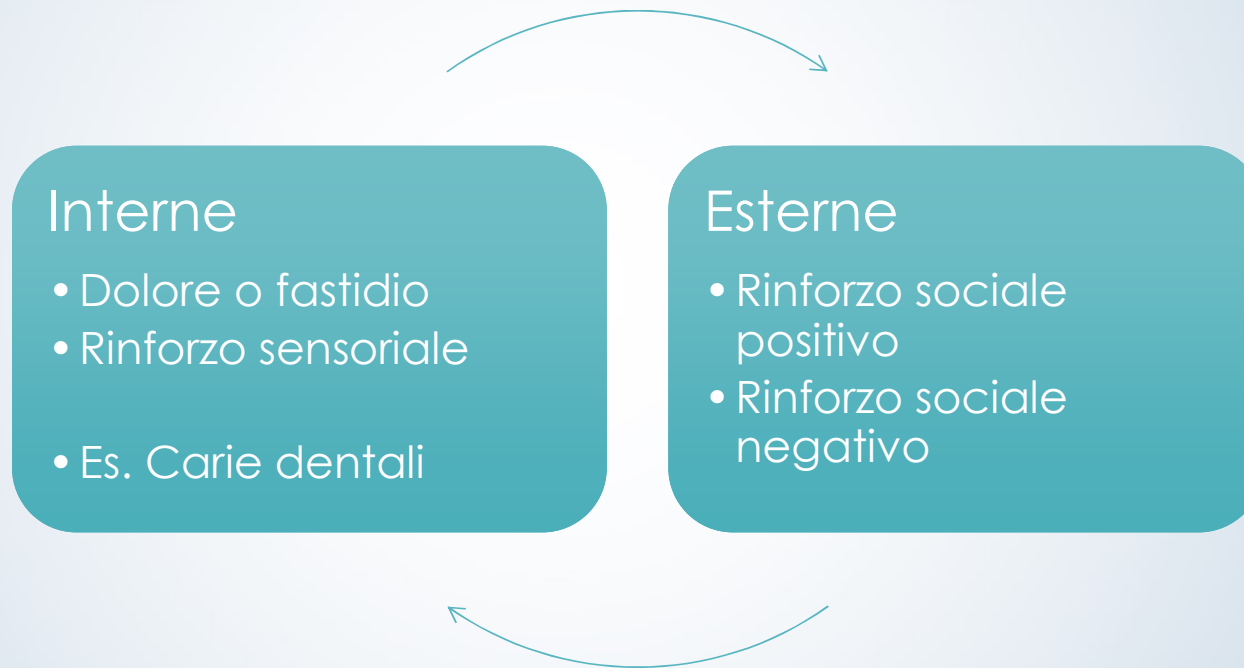 Interne
• Dolore o fastidio
• Rinforzo sensoriale
• Es. Carie dentali
Esterne
• Rinforzo sociale
positivo
• Rinforzo sociale
negativo